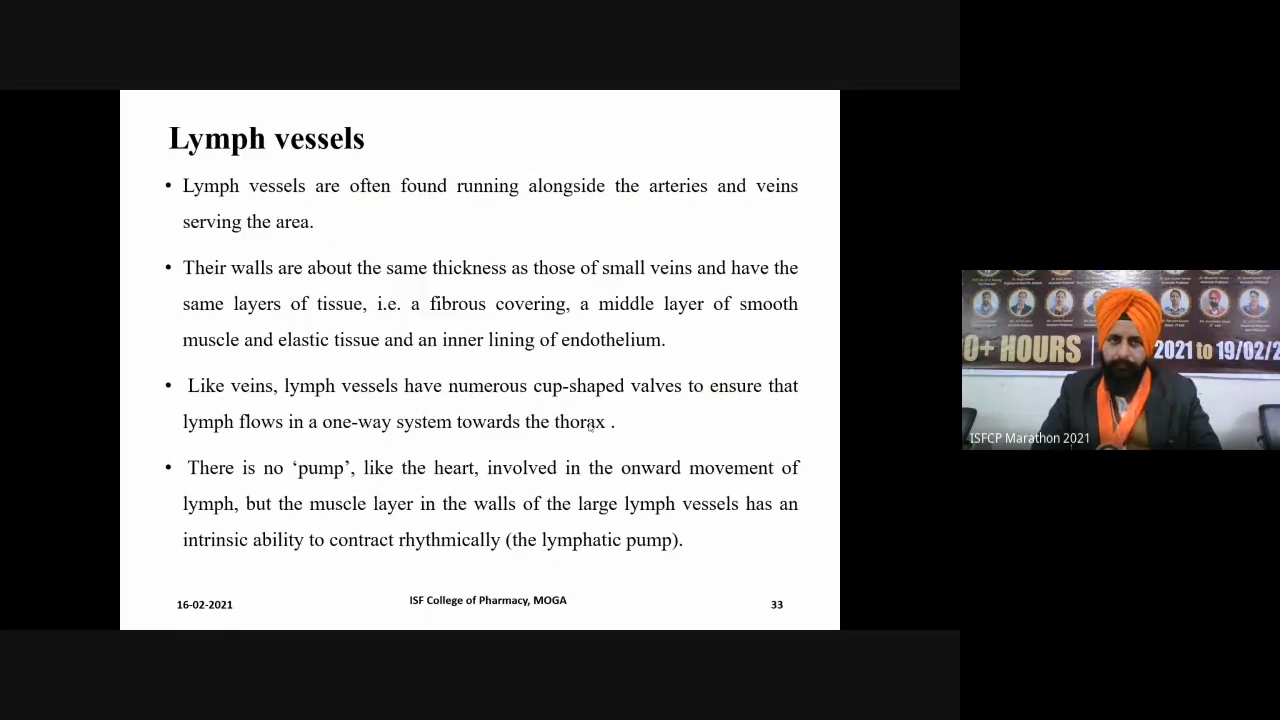 Lymph vessels
• Lymph vessels are often found running alongside the arteries and veins
serving the area.
• Their walls are about the same thickness as those of small veins and have the
same layers of tissue, i.e. a fibrous covering, a middle layer of smooth
muscle and elastic tissue and an inner lining of endothelium.
• Like veins, lymph vessels have numerous cup-shaped valves to ensure that
lymph flows in a one-way system towards the thorax .
• There is no ‘pump’, like the heart, involved in the onward movement of
lymph, but the muscle layer in the walls of the large lymph vessels has an
intrinsic ability to contract rhythmically (the lymphatic pump).
16-02-2021
ISF College of Pharmacy, MOGA
33
0+ HOURS
2021 to 19/02/2
ISFCP Marathon 2021